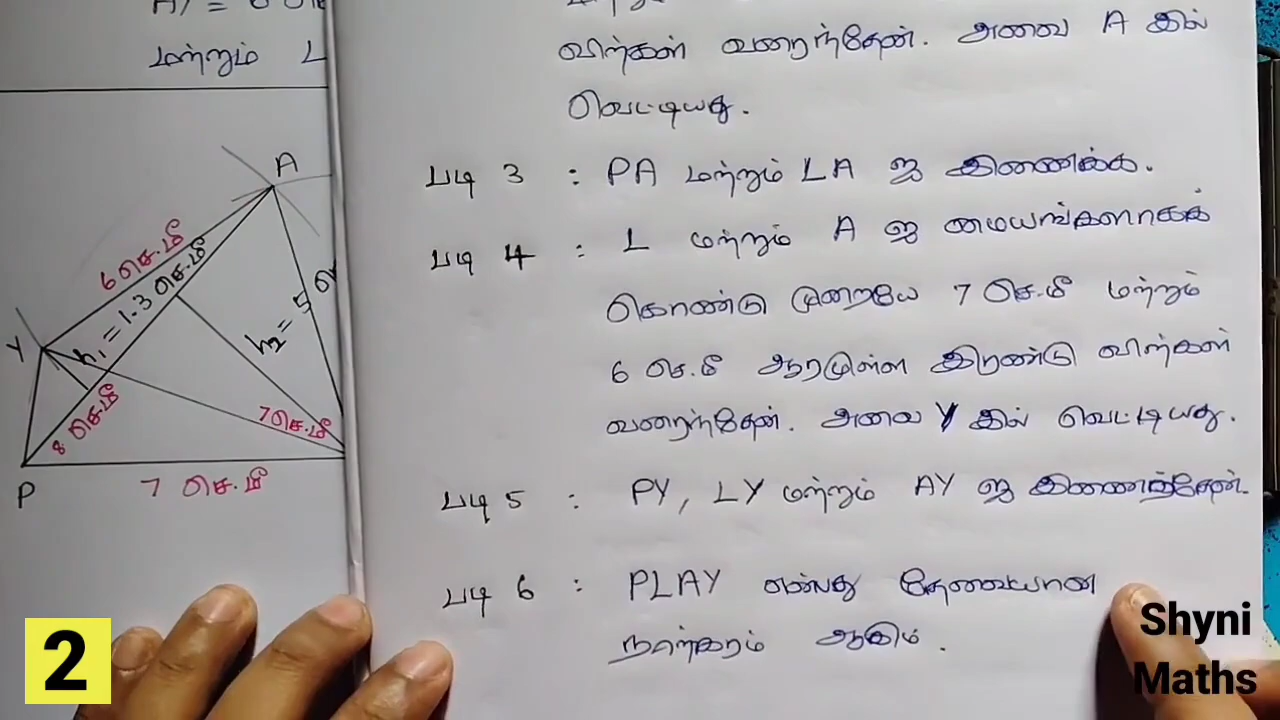 மற்றும் L
A
6 செ.மீ
h₁ = 1.3 செ.மீ
h₂ = 5
Y
8 செ.மீ
7 செ.மீ
P
7 செ.மீ
விற்கள் வரைந்தேன். அவை A இல்
வெட்டியது.
படி 3 : PA மற்றும் LA ஐ இணைக்க.
படி 4 : L மற்றும் A ஐ மையங்களாகக்
கொண்டு முறையே 7 செ.மீ மற்றும்
6 செ.மீ ஆரமுள்ள இரண்டு விற்கள்
வரைந்தேன். அவை Y இல் வெட்டியது.
படி 5 : PY, LY மற்றும் AY ஐ இணைந்தேன்.
படி 6 : PLAY என்பது தேவையான
நாற்கரம் ஆகும்.
2
Shyni
Maths